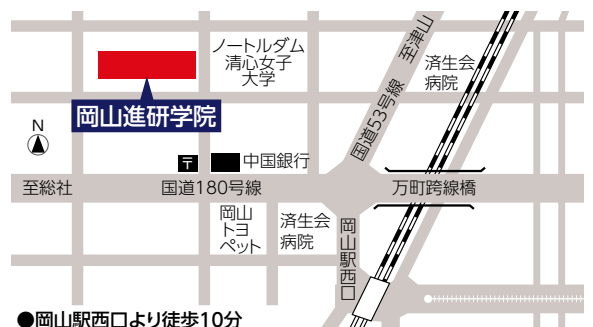 ノートルダム
清心女子
大学
至津山
済生会
病院
国道53号線
岡山進研学院
N
〒
中国銀行
至総社
国道180号線
万町跨線橋
岡山
トヨ
ペット
済生会
病院
岡山駅西口
●岡山駅西口より徒歩10分